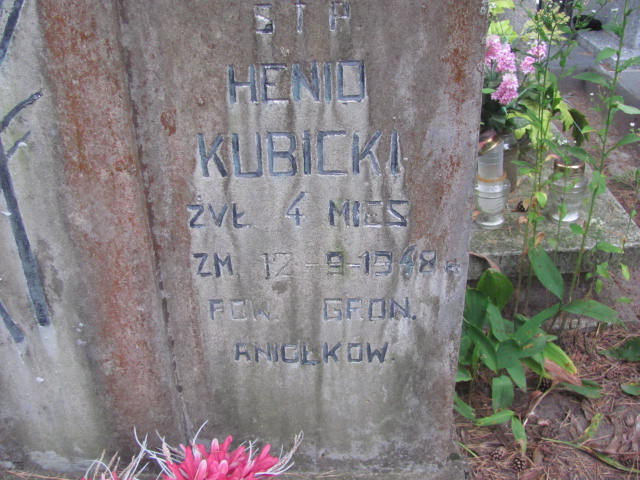 S T P
HENIO
KUBICKI
ŻYŁ 4 MIES
ZM. 12-9-1948 R
POW. GRON.
ANIOŁKÓW